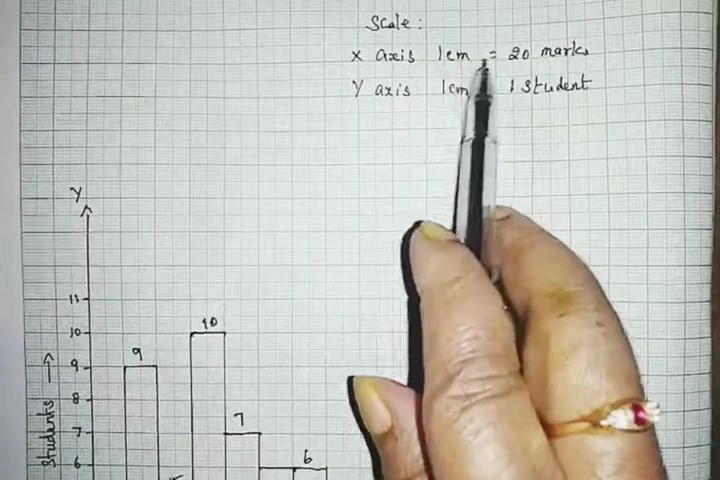 Scale:
X axis 1cm = 20 marks
Y axis 1cm 1 student
Y
11
10
10
9
9
8
7
7
6
6
Students →